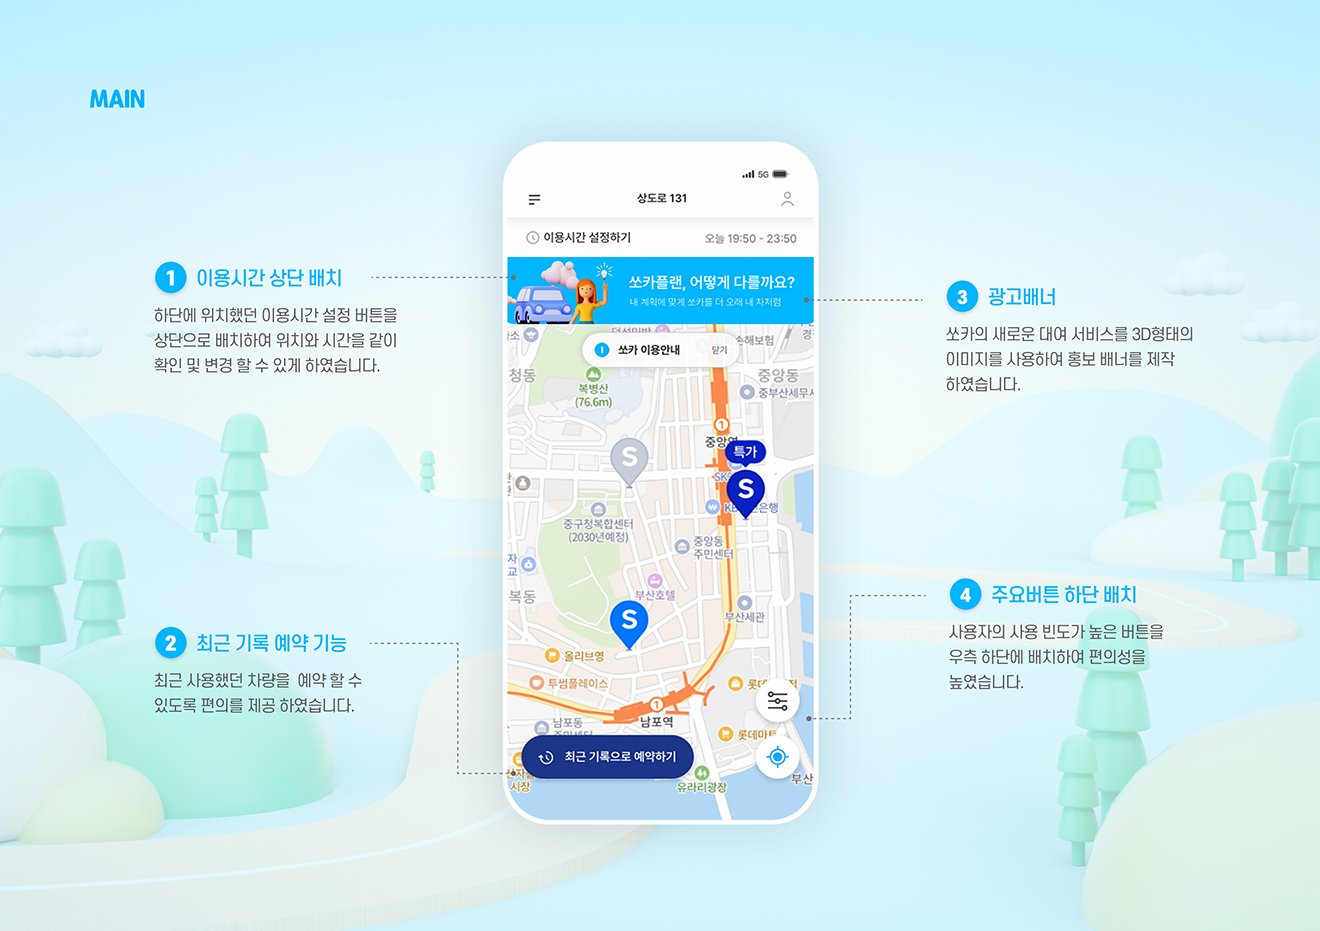 MAIN
5G
상도로 131
이용시간 설정하기
오늘 19:50 - 23:50
쏘카플랜, 어떻게 다를까요?
내 계획에 맞게 쏘카를 더 오래 내 차처럼
쏘카 이용안내
닫기
손해보험
청동
복병산
(76.6m)
중앙동
중부산세무서
1
중앙역
특가
S
S
중구청복합센터
(2030년예정)
중앙동
주민센터
부산호텔
복동
부산세관
S
올리브영
투썸플레이스
1
남포역
남포동
롯데마트
최근 기록으로 예약하기
시장
유라리광장
부산
1 이용시간 상단 배치
하단에 위치했던 이용시간 설정 버튼을
상단으로 배치하여 위치와 시간을 같이
확인 및 변경 할 수 있게 하였습니다.
2 최근 기록 예약 기능
최근 사용했던 차량을 예약 할 수
있도록 편의를 제공 하였습니다.
3 광고배너
쏘카의 새로운 대여 서비스를 3D형태의
이미지를 사용하여 홍보 배너를 제작
하였습니다.
4 주요버튼 하단 배치
사용자의 사용 빈도가 높은 버튼을
우측 하단에 배치하여 편의성을
높였습니다.